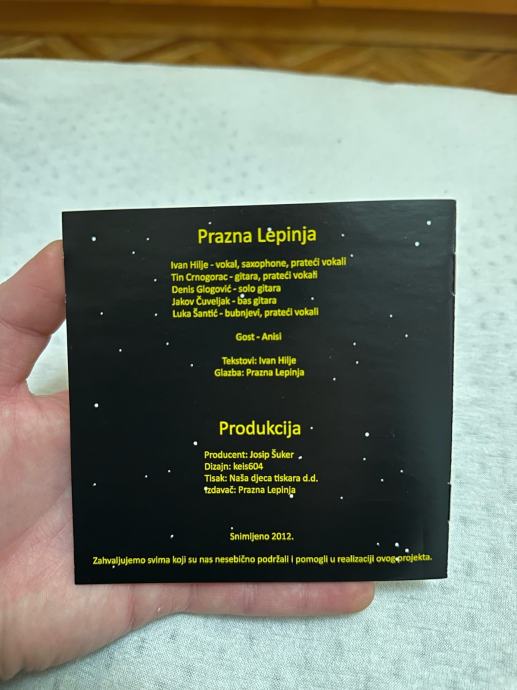 Prazna Lepinja
Ivan Hilje - vokal, saxophone, prateći vokali
Tin Crnogorac - gitara, prateći vokali
Denis Glogović - solo gitara
Jakov Čuveljak - bas gitara
Luka Šantić - bubnjevi, prateći vokali
Gost - Anisi
Tekstovi: Ivan Hilje
Glazba: Prazna Lepinja
Produkcija
Producent: Josip Šuker
Dizajn: keis604
Tisak: Naša djeca tiskara d.d.
Izdavač: Prazna Lepinja
Snimljeno 2012.
Zahvaljujemo svima koji su nas nesebično podržali i pomogli u realizaciji ovog projekta.